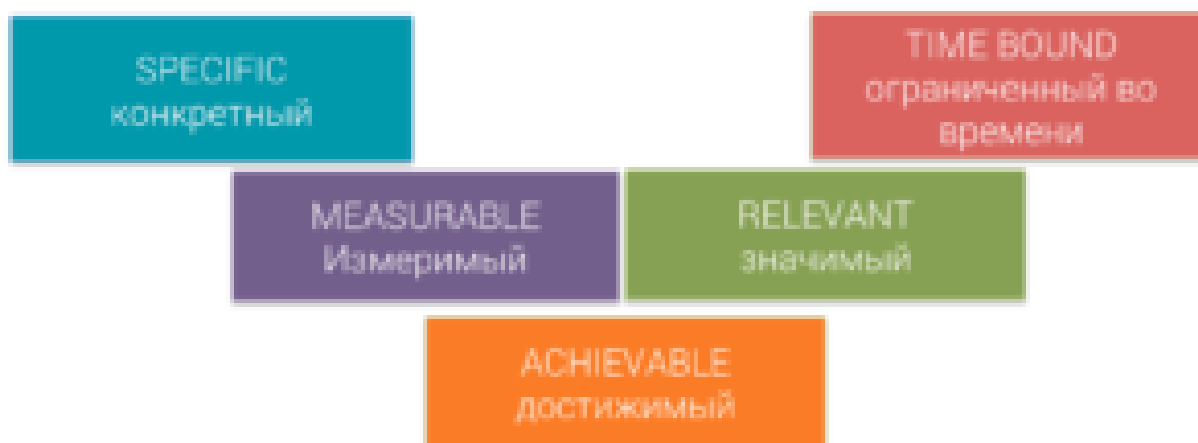 SPECIFIC
конкретный
TIME BOUND
ограниченный во
времени
MEASURABLE
Измеримый
RELEVANT
значимый
ACHIEVABLE
достижимый